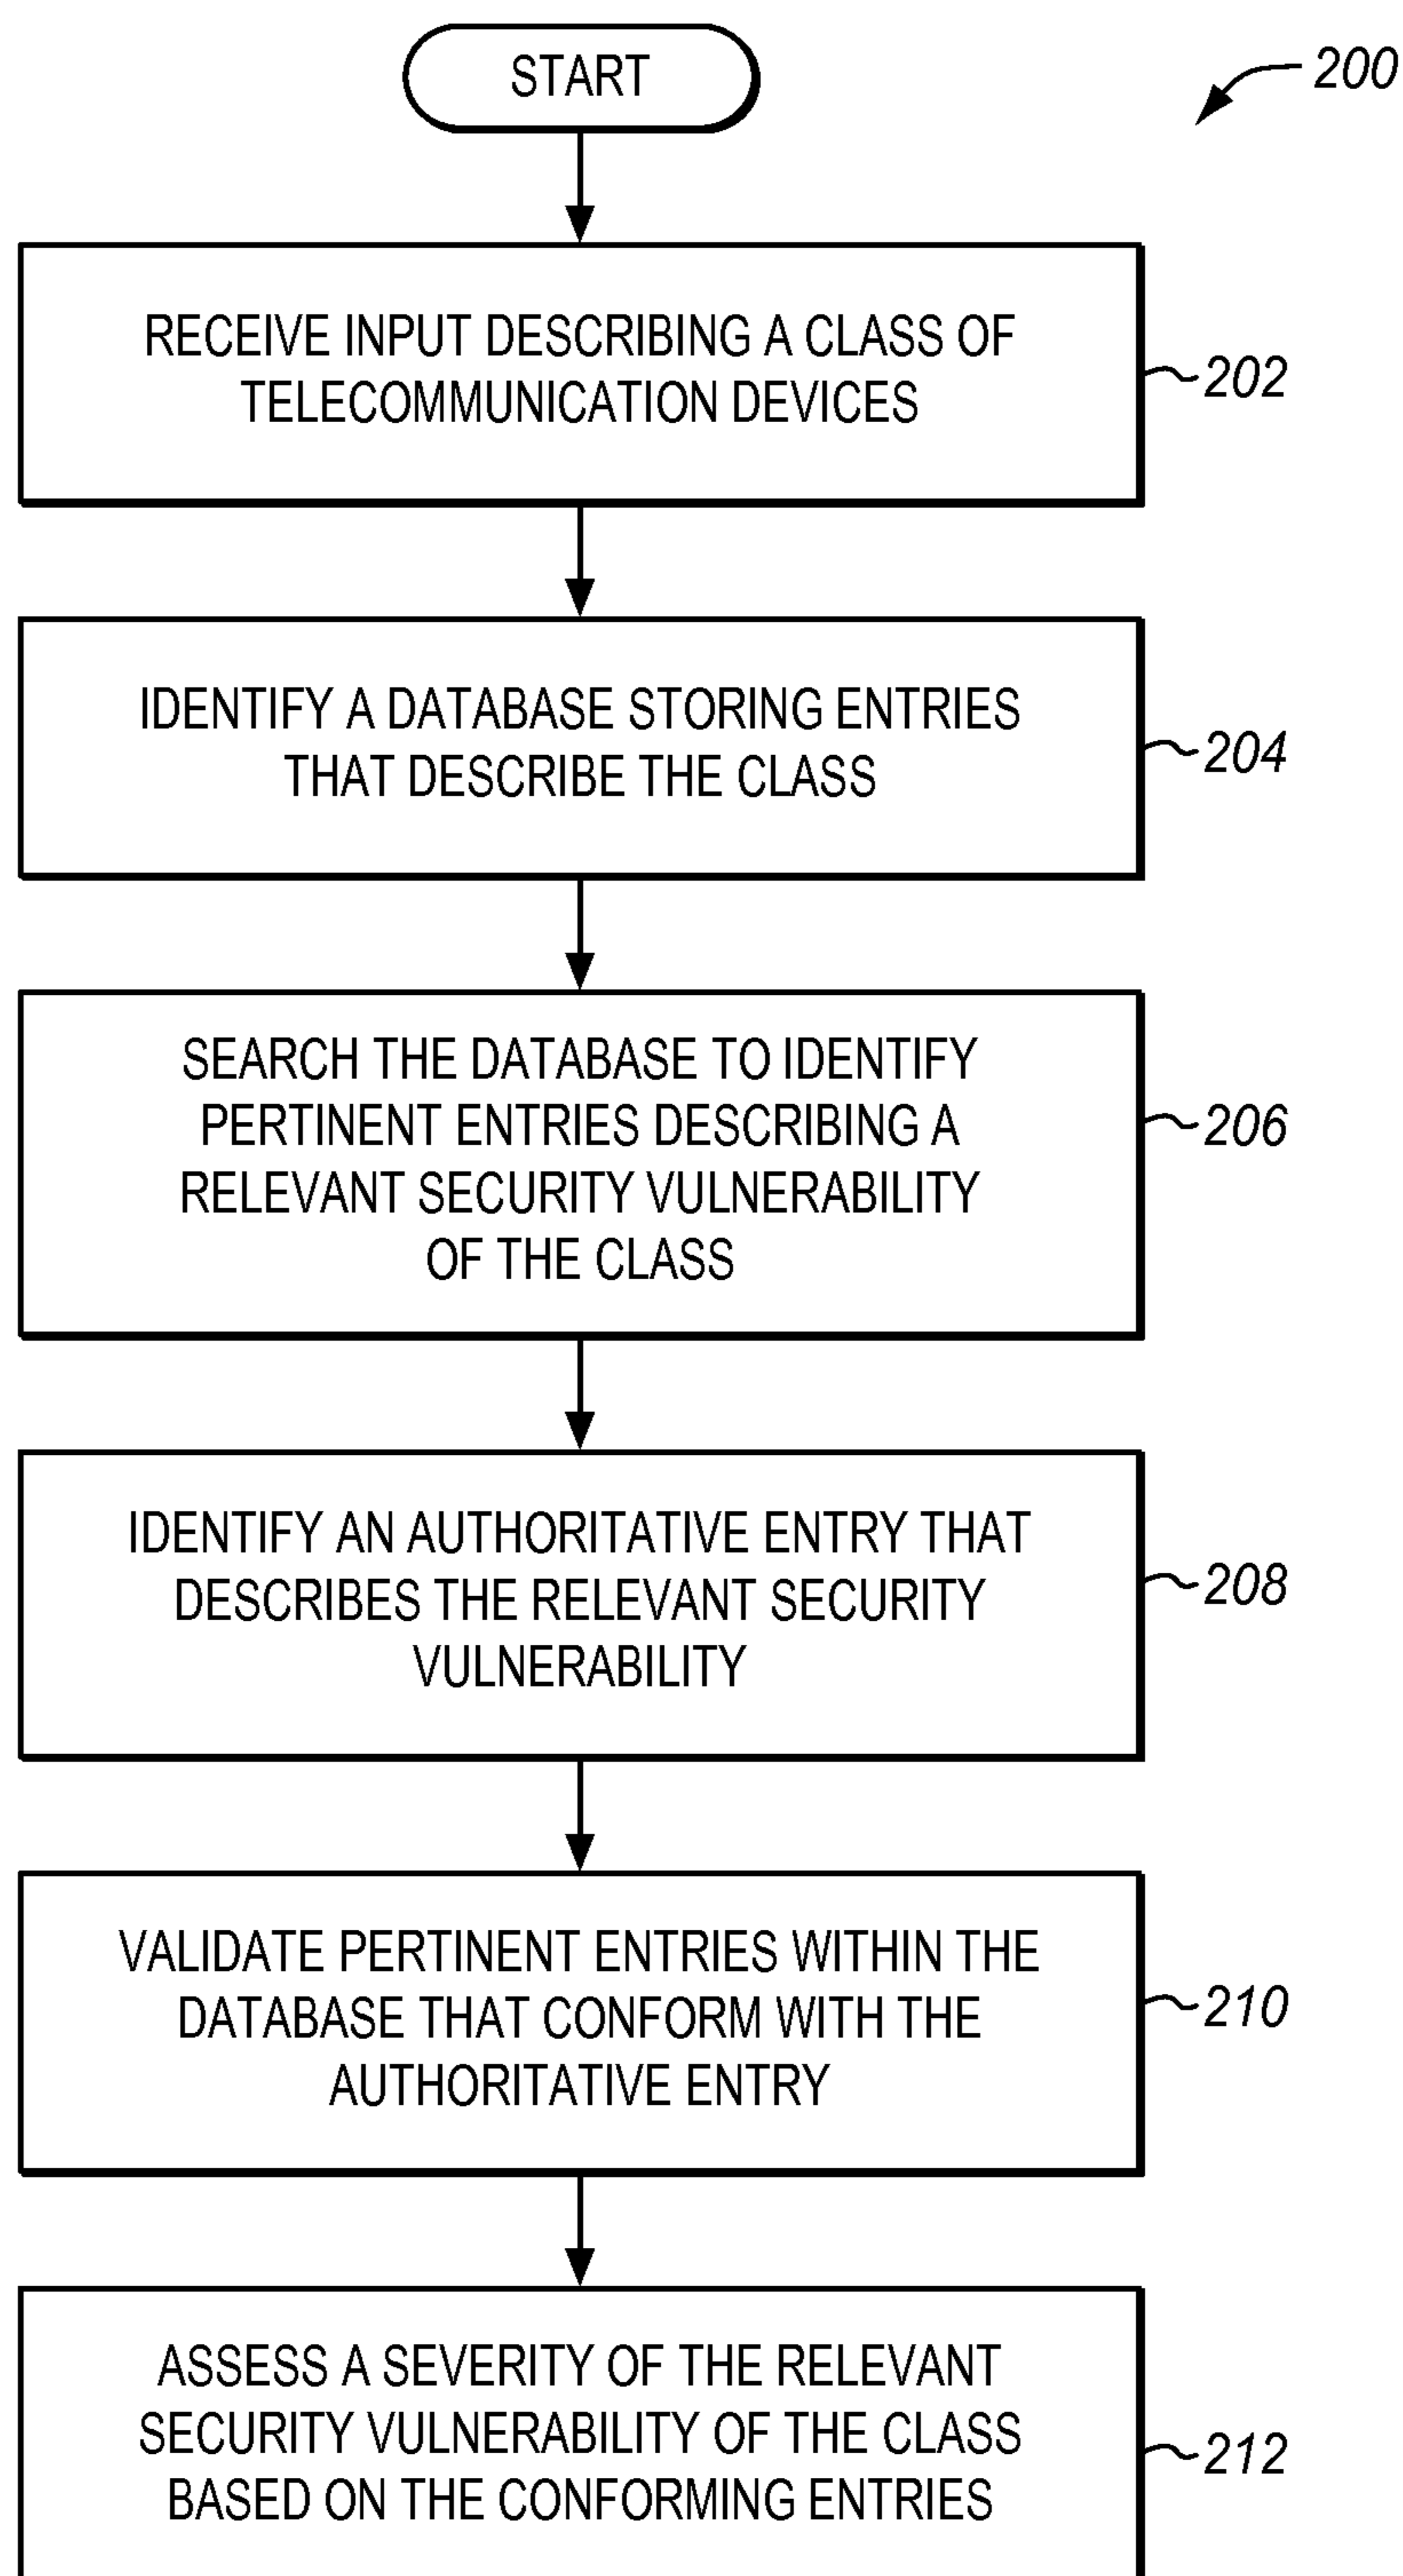 START
200
RECEIVE INPUT DESCRIBING A CLASS OF
TELECOMMUNICATION DEVICES
202
IDENTIFY A DATABASE STORING ENTRIES
THAT DESCRIBE THE CLASS
204
SEARCH THE DATABASE TO IDENTIFY
PERTINENT ENTRIES DESCRIBING A
RELEVANT SECURITY VULNERABILITY
OF THE CLASS
206
IDENTIFY AN AUTHORITATIVE ENTRY THAT
DESCRIBES THE RELEVANT SECURITY
VULNERABILITY
208
VALIDATE PERTINENT ENTRIES WITHIN THE
DATABASE THAT CONFORM WITH THE
AUTHORITATIVE ENTRY
210
ASSESS A SEVERITY OF THE RELEVANT
SECURITY VULNERABILITY OF THE CLASS
BASED ON THE CONFORMING ENTRIES
212